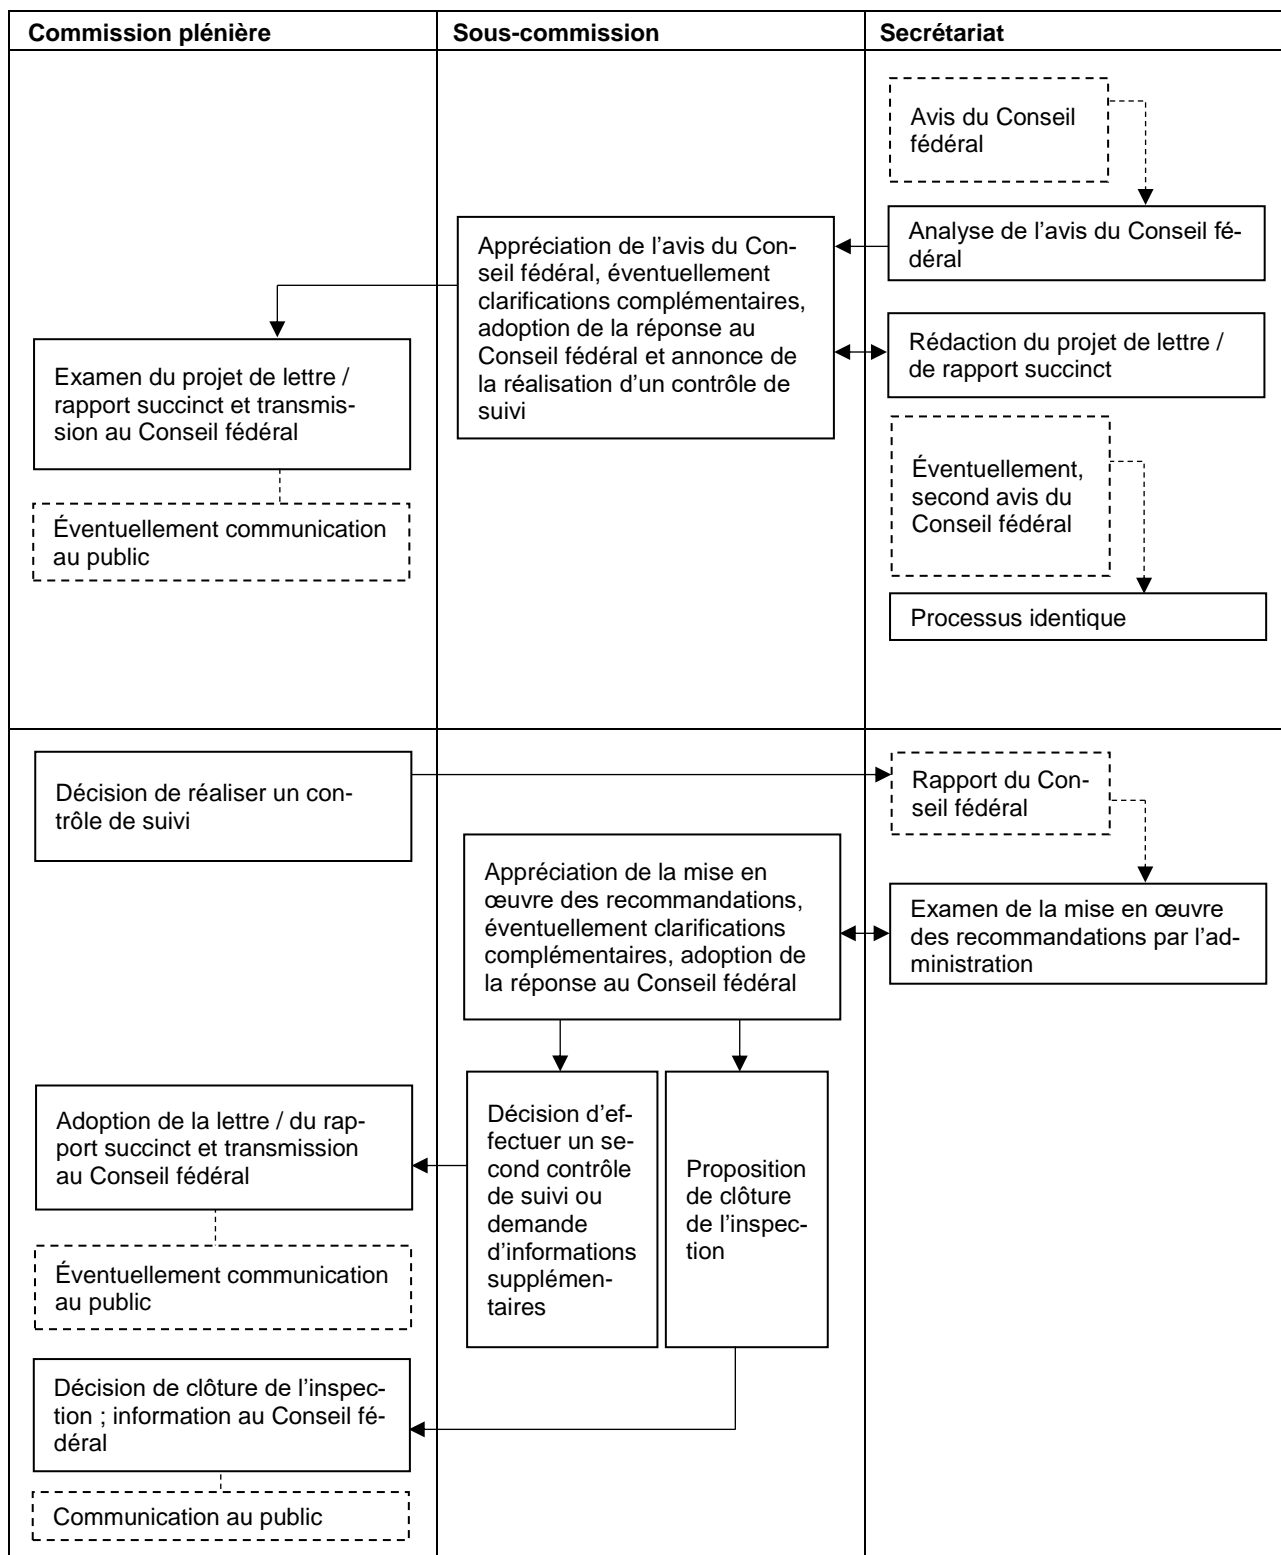 Commission plénière
Sous-commission
Secrétariat
Avis du Conseil
fédéral
Analyse de l'avis du Conseil fé-
déral
Appréciation de l'avis du Con-
seil fédéral, éventuellement
clarifications complémentaires,
adoption de la réponse au
Conseil fédéral et annonce de
la réalisation d'un contrôle de
suivi
Rédaction du projet de lettre /
de rapport succinct
Examen du projet de lettre /
rapport succinct et transmis-
sion au Conseil fédéral
Éventuellement communication
au public
Éventuellement,
second avis du
Conseil fédéral
Processus identique
Décision de réaliser un con-
trôle de suivi
Rapport du Con-
seil fédéral
Appréciation de la mise en
œuvre des recommandations,
éventuellement clarifications
complémentaires, adoption de
la réponse au Conseil fédéral
Examen de la mise en œuvre
des recommandations par l'ad-
ministration
Adoption de la lettre / du rap-
port succinct et transmission
au Conseil fédéral
Décision d'ef-
fectuer un se-
cond contrôle
de suivi ou
demande
d'informations
supplémen-
taires
Proposition
de clôture
de l'inspec-
tion
Éventuellement communication
au public
Décision de clôture de l'inspec-
tion ; information au Conseil fé-
déral
Communication au public